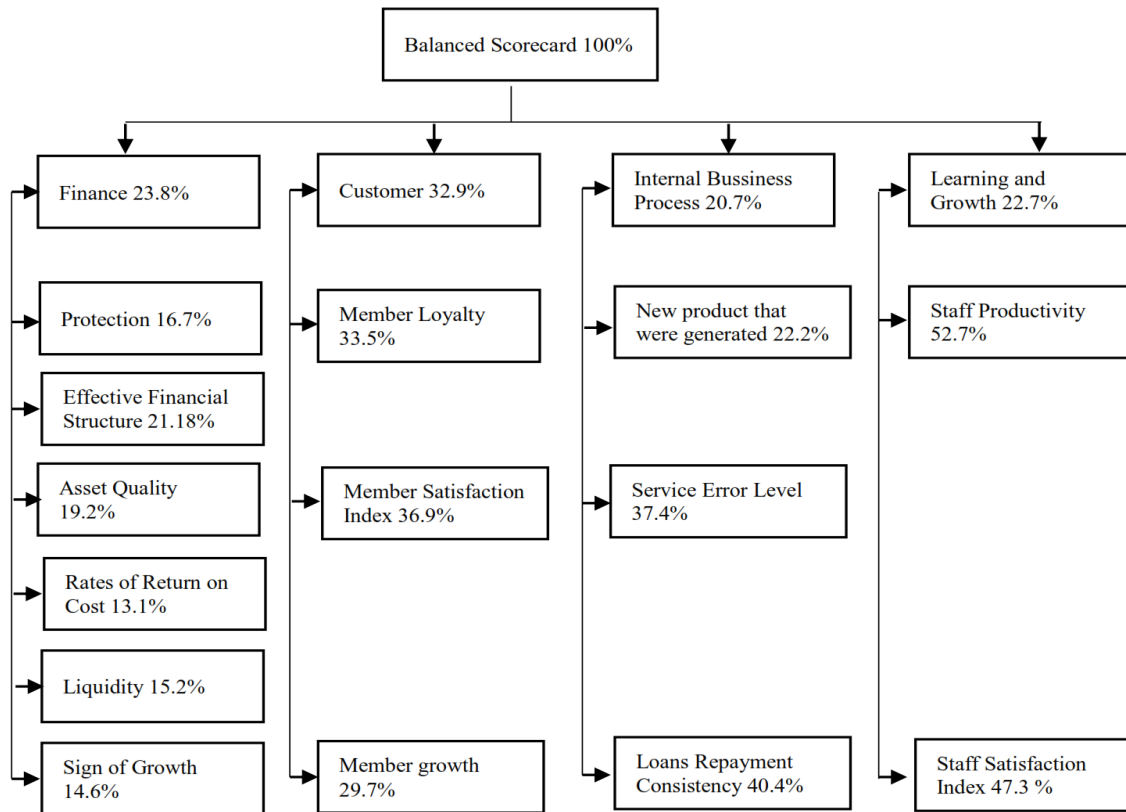 Balanced Scorecard 100%
Finance 23.8%
Customer 32.9%
Internal Bussiness
Process 20.7%
Learning and
Growth 22.7%
Protection 16.7%
Member Loyalty
33.5%
New product that
were generated 22.2%
Staff Productivity
52.7%
Effective Financial
Structure 21.18%
Asset Quality
19.2%
Member Satisfaction
Index 36.9%
Service Error Level
37.4%
Rates of Return on
Cost 13.1%
Liquidity 15.2%
Sign of Growth
14.6%
Member growth
29.7%
Loans Repayment
Consistency 40.4%
Staff Satisfaction
Index 47.3 %